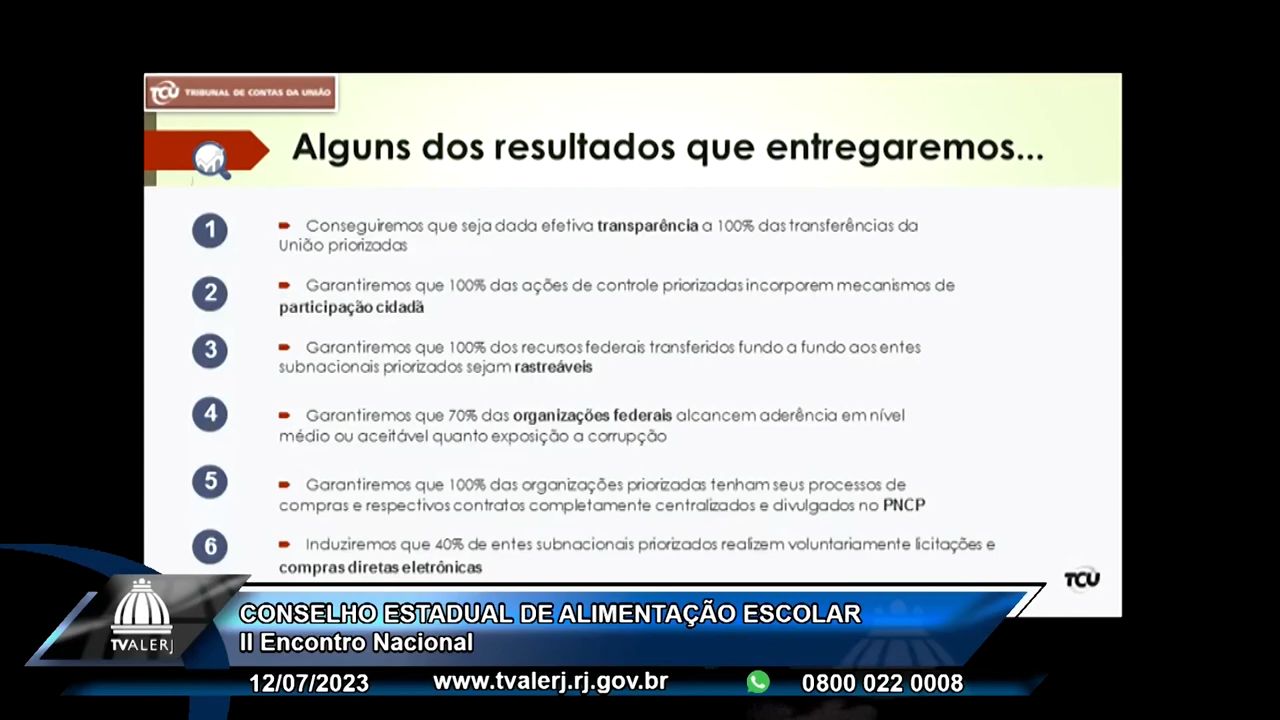 TCU TRIBUNAL DE CONTAS DA UNIÃO
Alguns dos resultados que entregaremos...
1
Conseguiremos que seja dada efetiva transparência a 100% das transferências da
União priorizadas
2
Garantiremos que 100% das ações de controle priorizadas incorporem mecanismos de
participação cidadã
3
Garantiremos que 100% dos recursos federais transferidos fundo a fundo aos entes
subnacionais priorizados sejam rastreáveis
4
Garantiremos que 70% das organizações federais alcancem aderência em nível
médio ou aceitável quanto exposição a corrupção
5
Garantiremos que 100% das organizações priorizadas tenham seus processos de
compras e respectivos contratos completamente centralizados e divulgados no PNCP
6
Induziremos que 40% de entes subnacionais priorizados realizem voluntariamente licitações e
compras diretas eletrônicas
TCU
CONSELHO ESTADUAL DE ALIMENTAÇÃO ESCOLAR
II Encontro Nacional
TVALERJ
12/07/2023 www.tvalerj.rj.gov.br 0800 022 0008